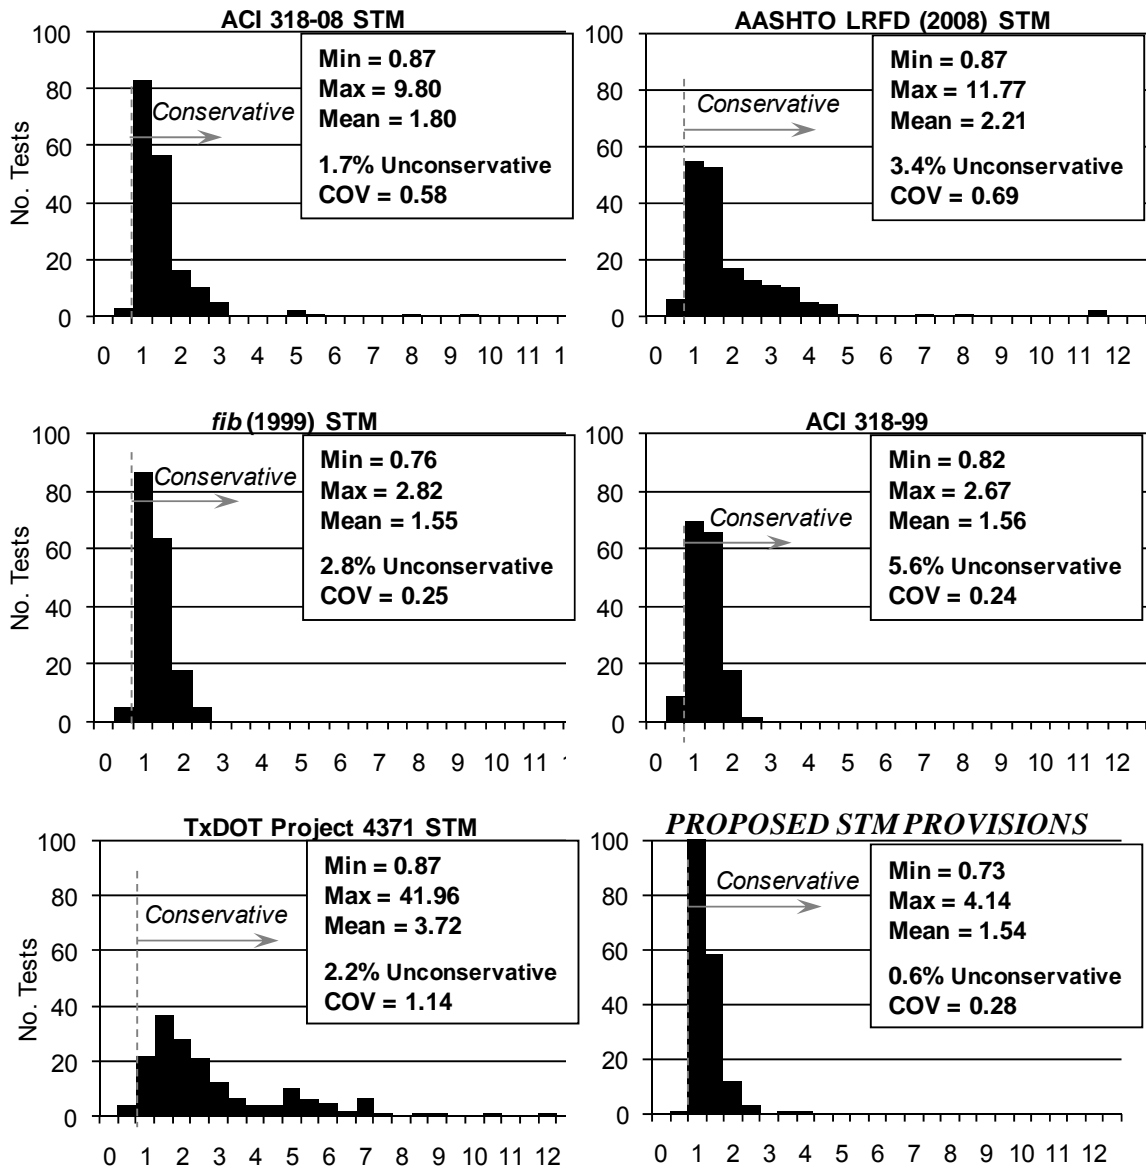 ACI 318-08 STM
No. Tests
100
80
60
40
20
0
Conservative
Min = 0.87
Max = 9.80
Mean = 1.80
1.7% Unconservative
COV = 0.58
0 1 2 3 4 5 6 7 8 9 10 11 1
AASHTO LRFD (2008) STM
100
80
60
40
20
0
Conservative
Min = 0.87
Max = 11.77
Mean = 2.21
3.4% Unconservative
COV = 0.69
0 1 2 3 4 5 6 7 8 9 10 11 12
fib (1999) STM
No. Tests
100
80
60
40
20
0
Conservative
Min = 0.76
Max = 2.82
Mean = 1.55
2.8% Unconservative
COV = 0.25
0 1 2 3 4 5 6 7 8 9 10 11
ACI 318-99
100
80
60
40
20
0
Conservative
Min = 0.82
Max = 2.67
Mean = 1.56
5.6% Unconservative
COV = 0.24
0 1 2 3 4 5 6 7 8 9 10 11 12
TxDOT Project 4371 STM
No. Tests
100
80
60
40
20
0
Conservative
Min = 0.87
Max = 41.96
Mean = 3.72
2.2% Unconservative
COV = 1.14
0 1 2 3 4 5 6 7 8 9 10 11 12
PROPOSED STM PROVISIONS
100
80
60
40
20
0
Conservative
Min = 0.73
Max = 4.14
Mean = 1.54
0.6% Unconservative
COV = 0.28
0 1 2 3 4 5 6 7 8 9 10 11 12